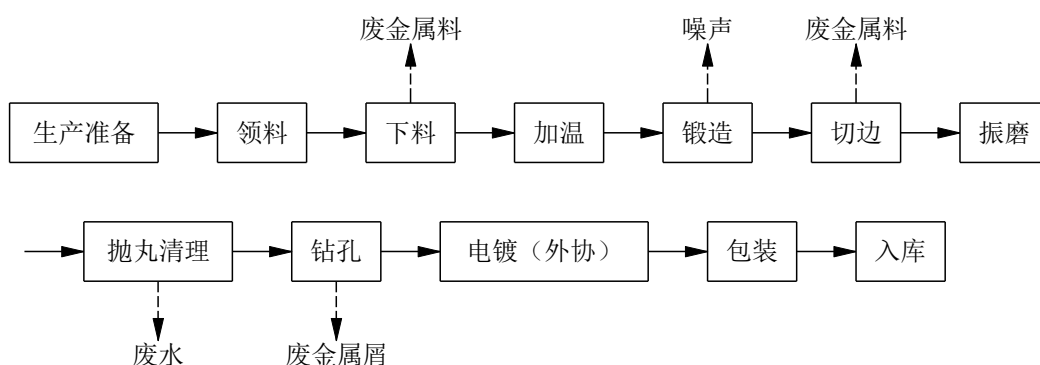 废金属料 噪声 废金属料
生产准备 领料 下料 加温 锻造 切边 振磨
抛丸清理 钻孔 电镀（外协） 包装 入库
废水 废金属屑